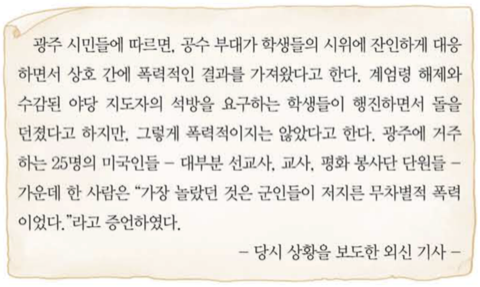 광주 시민들에 따르면, 공수 부대가 학생들의 시위에 잔인하게 대응
하면서 상호 간에 폭력적인 결과를 가져왔다고 한다. 계엄령 해제와
수감된 야당 지도자의 석방을 요구하는 학생들이 행진하면서 돌을
던졌다고 하지만, 그렇게 폭력적이지는 않았다고 한다. 광주에 거주
하는 25명의 미국인들 – 대부분 선교사, 교사, 평화 봉사단 단원들 –
가운데 한 사람은 “가장 놀랐던 것은 군인들이 저지른 무차별적 폭력
이었다.”라고 증언하였다.
– 당시 상황을 보도한 외신 기사 –